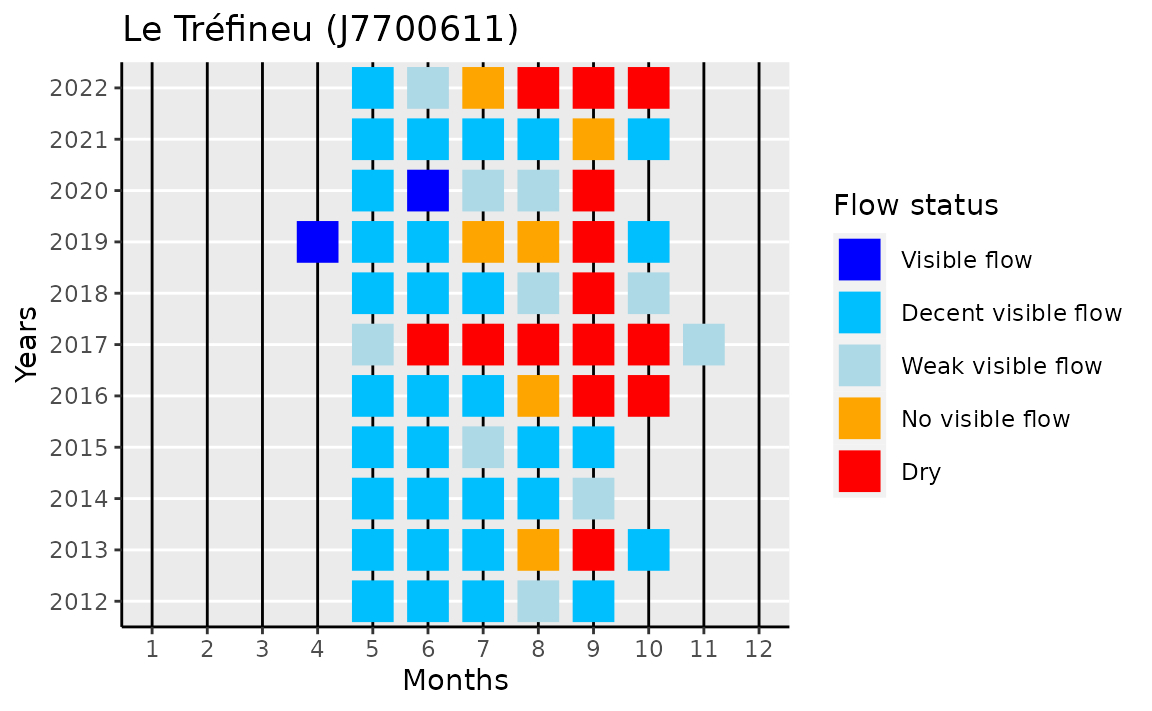 Le Tréfineu (J7700611)
Years
2022
2021
2020
2019
2018
2017
2016
2015
2014
2013
2012
1 2 3 4 5 6 7 8 9 10 11 12
Months
Flow status
Visible flow
Decent visible flow
Weak visible flow
No visible flow
Dry